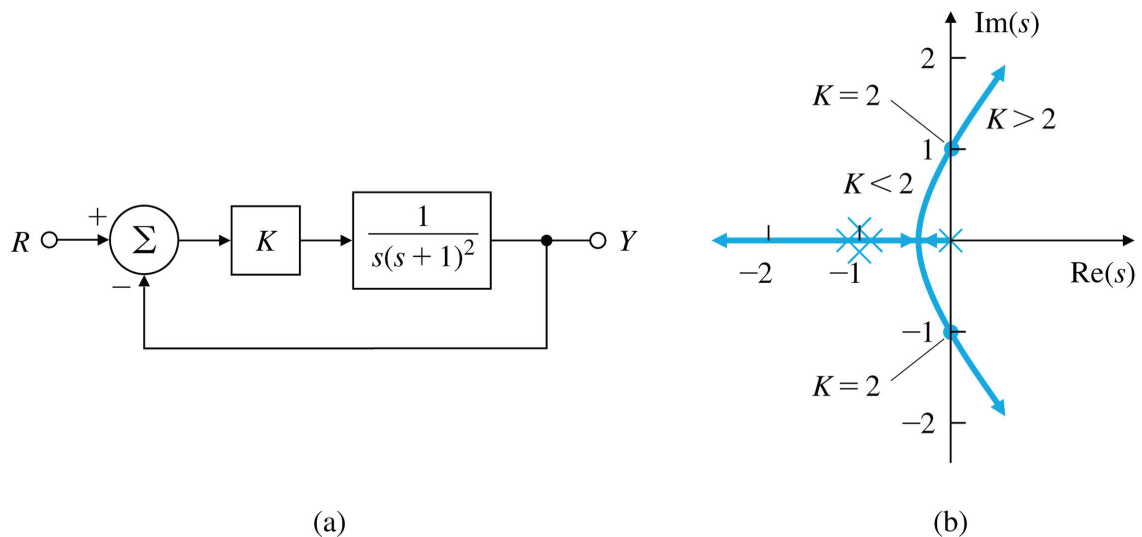 R
+
−
Σ
K
1
s(s + 1)²
Y
(a)
Im(s)
2
K = 2
K > 2
1
K < 2
−2
−1
Re(s)
−1
K = 2
−2
(b)